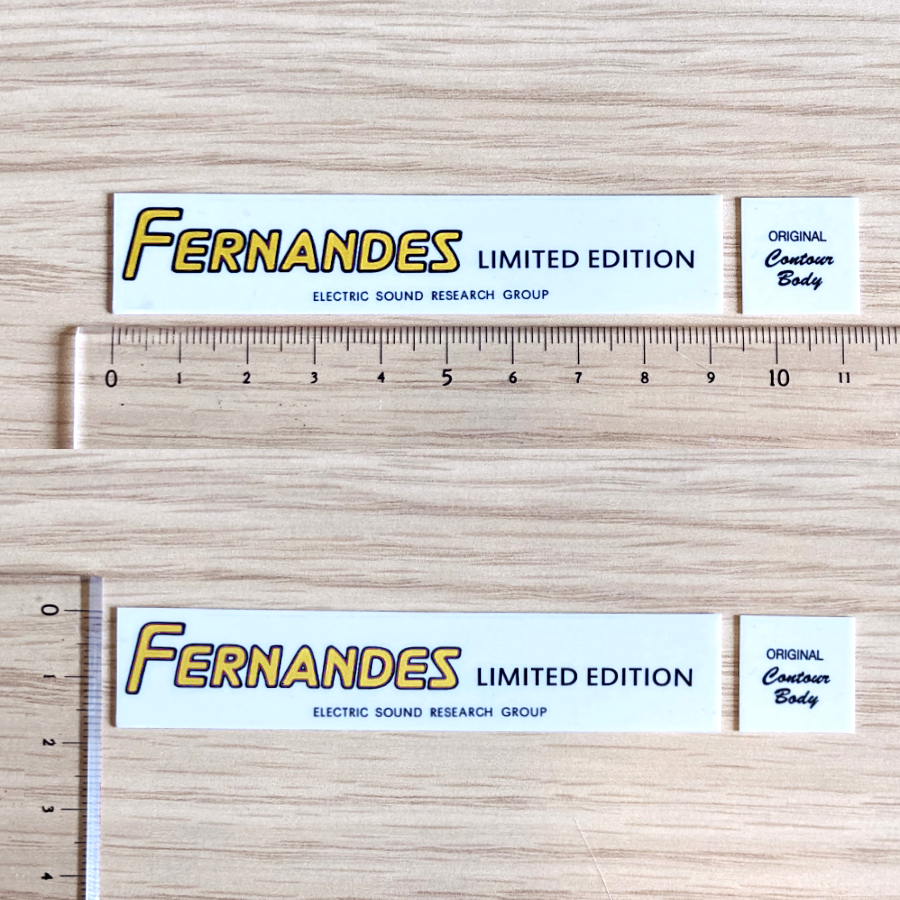 FERNANDES LIMITED EDITION
ELECTRIC SOUND RESEARCH GROUP
ORIGINAL
Contour
Body
0 1 2 3 4 5 6 7 8 9 10 11
FERNANDES LIMITED EDITION
ELECTRIC SOUND RESEARCH GROUP
ORIGINAL
Contour
Body
0
1
2
3
4